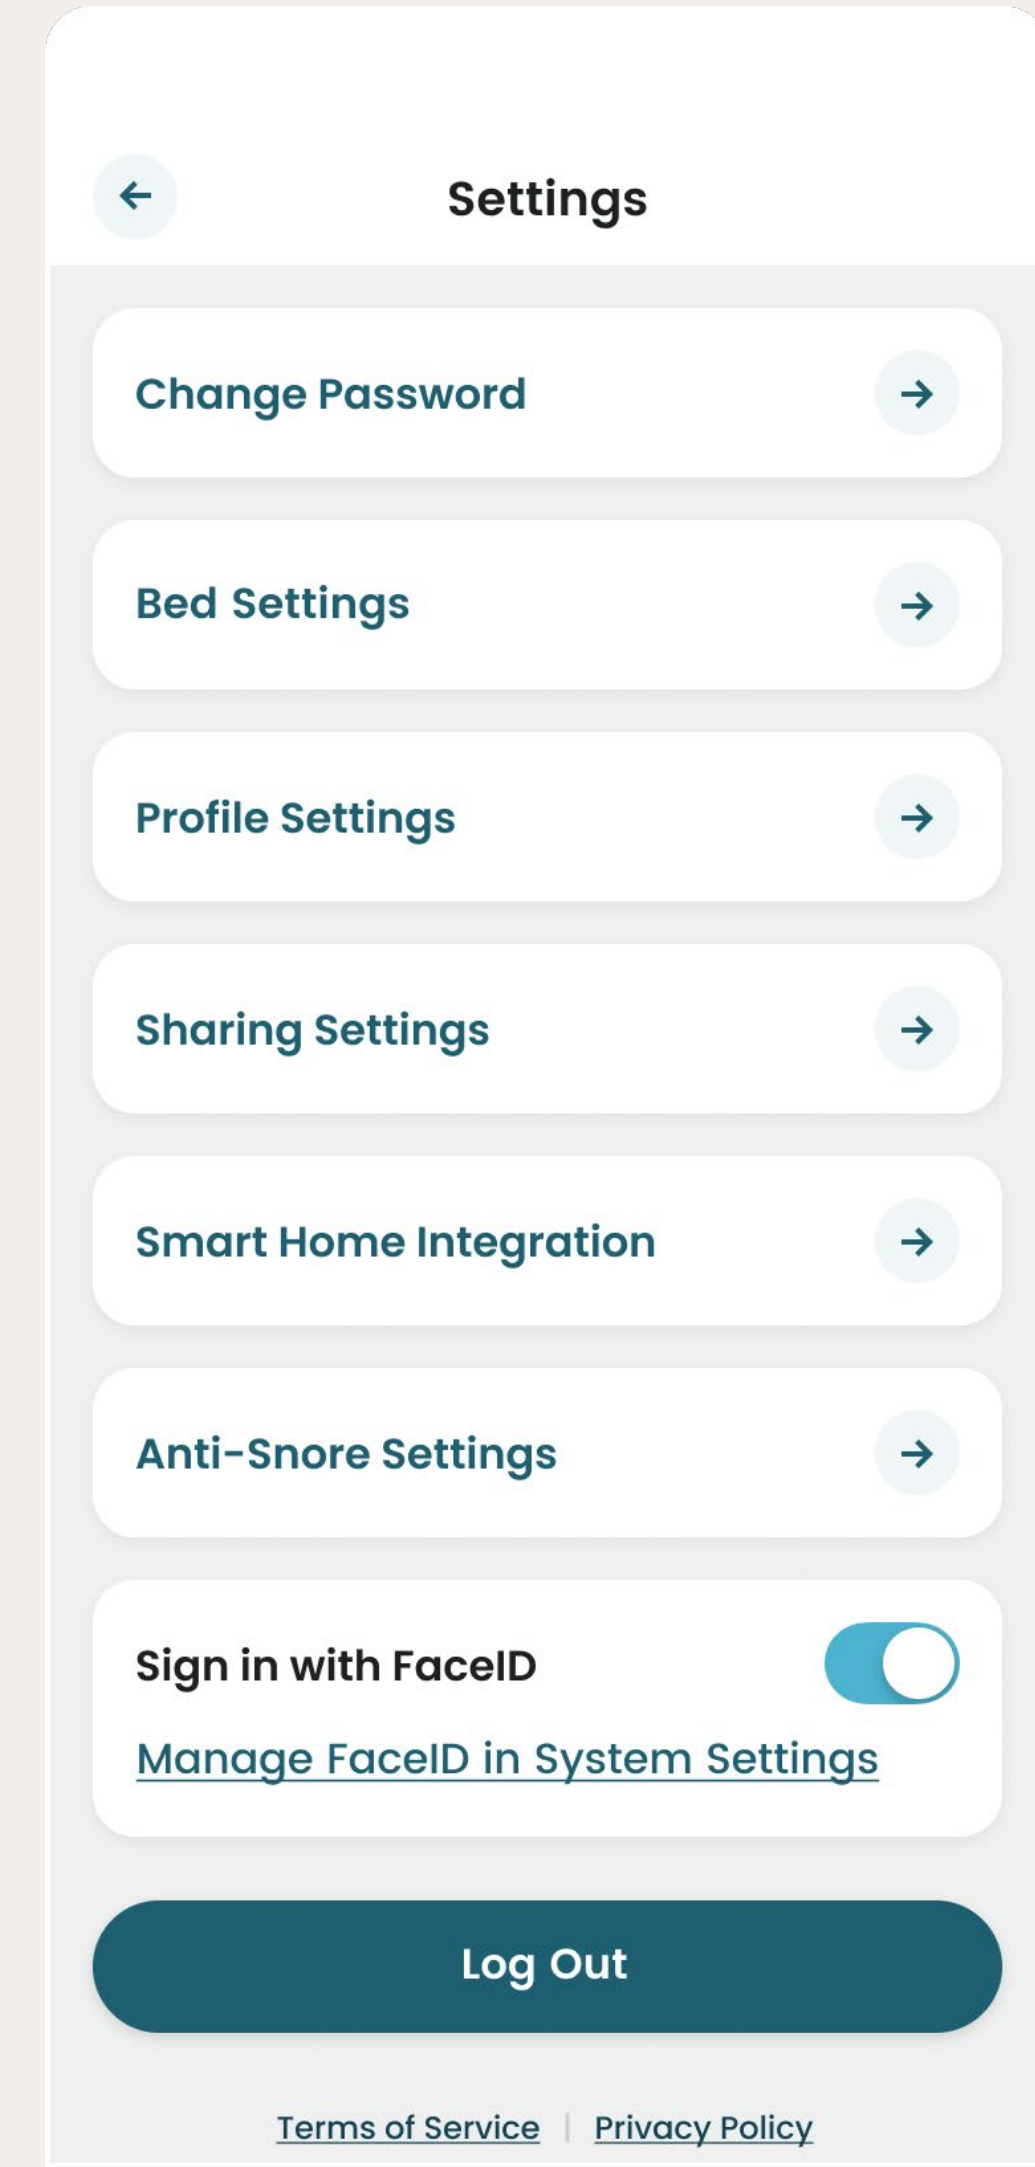 Settings
Change Password
Bed Settings
Profile Settings
Sharing Settings
Smart Home Integration
Anti-Snore Settings
Sign in with FaceID
Manage FaceID in System Settings
Log Out
Terms of Service | Privacy Policy